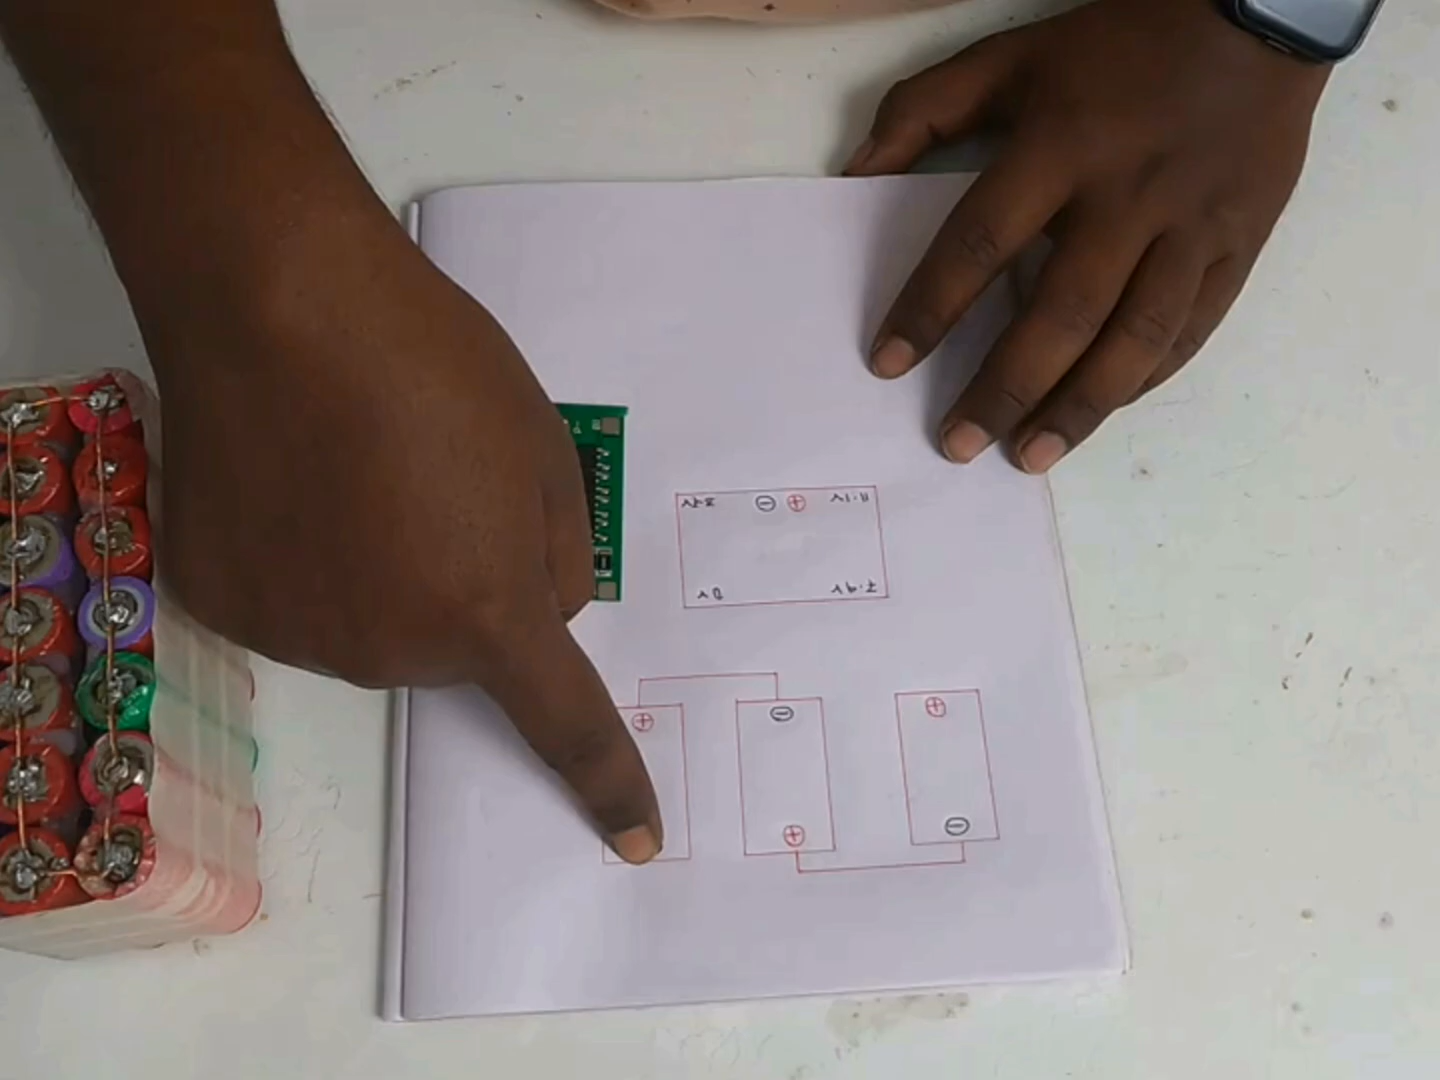 ⊖ ⊕
⊕ ⊖ ⊕
7.4V 0V
11.1V ⊕ ⊖ 3.7V